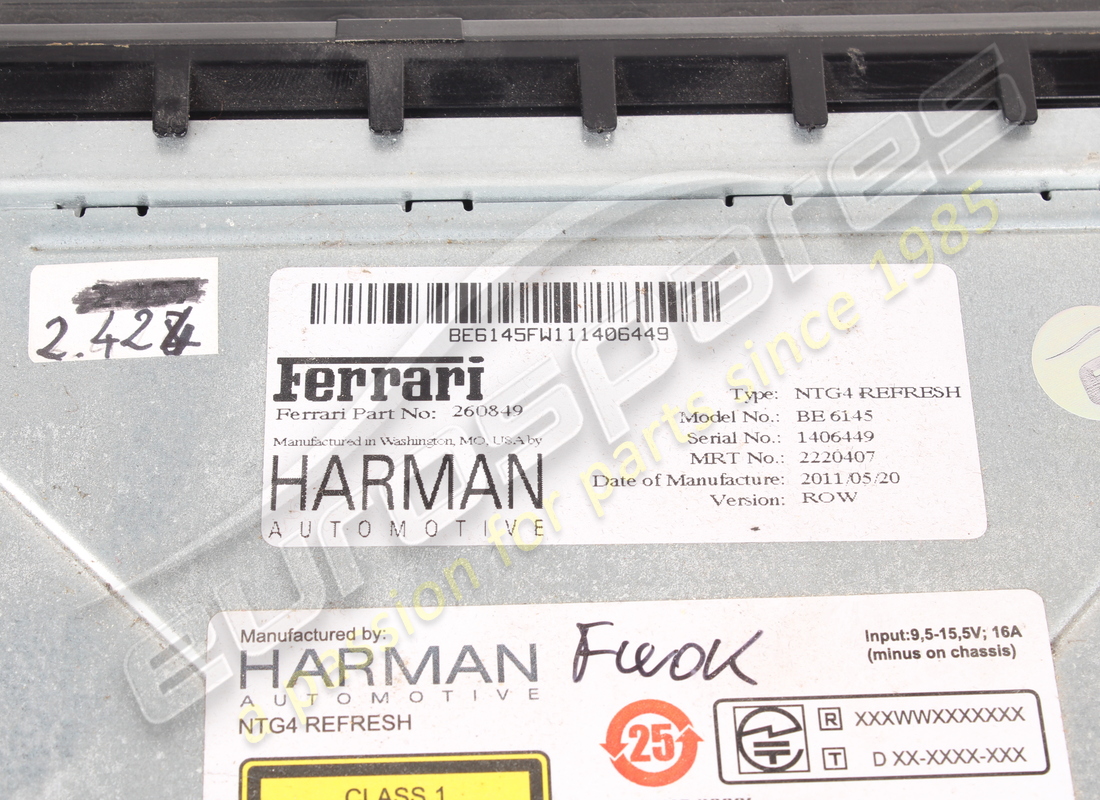 2.424
BE6145FW111406449
Ferrari
Ferrari Part No: 260849
Manufactured in Washington, MO, USA by
HARMAN
AUTOMOTIVE
Type: NTG4 REFRESH
Model No.: BE 6145
Serial No.: 1406449
MRT No.: 2220407
Date of Manufacture: 2011/05/20
Version: ROW
eurospares
a passion for parts since 1985
Manufactured by:
HARMAN
AUTOMOTIVE
NTG4 REFRESH
FWOK
Input:9,5-15,5V; 16A
(minus on chassis)
25
R XXXWWXXXXXXX
T D XX-XXXX-XXX
CLASS 1